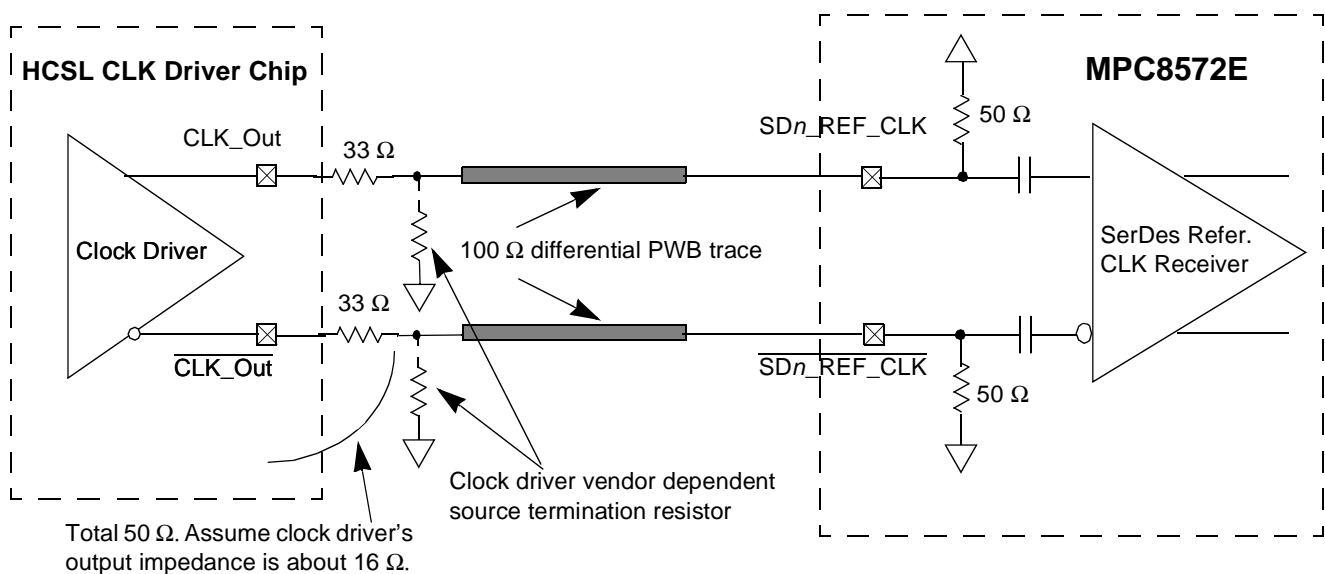 HCSL CLK Driver Chip
MPC8572E
CLK_Out
33 Ω
SDn_REF_CLK
50 Ω
Clock Driver
100 Ω differential PWB trace
SerDes Refer.
CLK Receiver
33 Ω
CLK_Out
SDn_REF_CLK
50 Ω
Clock driver vendor dependent
source termination resistor
Total 50 Ω. Assume clock driver’s
output impedance is about 16 Ω.